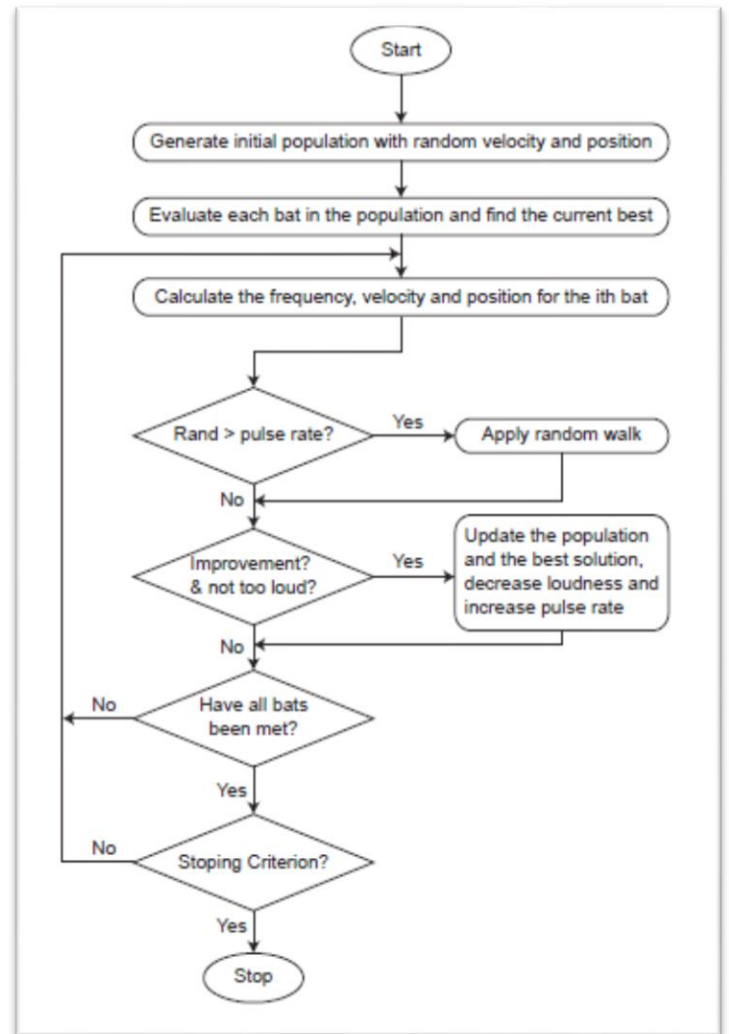 Start
Generate initial population with random velocity and position
Evaluate each bat in the population and find the current best
Calculate the frequency, velocity and position for the ith bat
Rand > pulse rate?
Yes
Apply random walk
No
Improvement?
& not too loud?
Yes
Update the population
and the best solution,
decrease loudness and
increase pulse rate
No
Have all bats
been met?
No
Yes
Stoping Criterion?
No
Yes
Stop